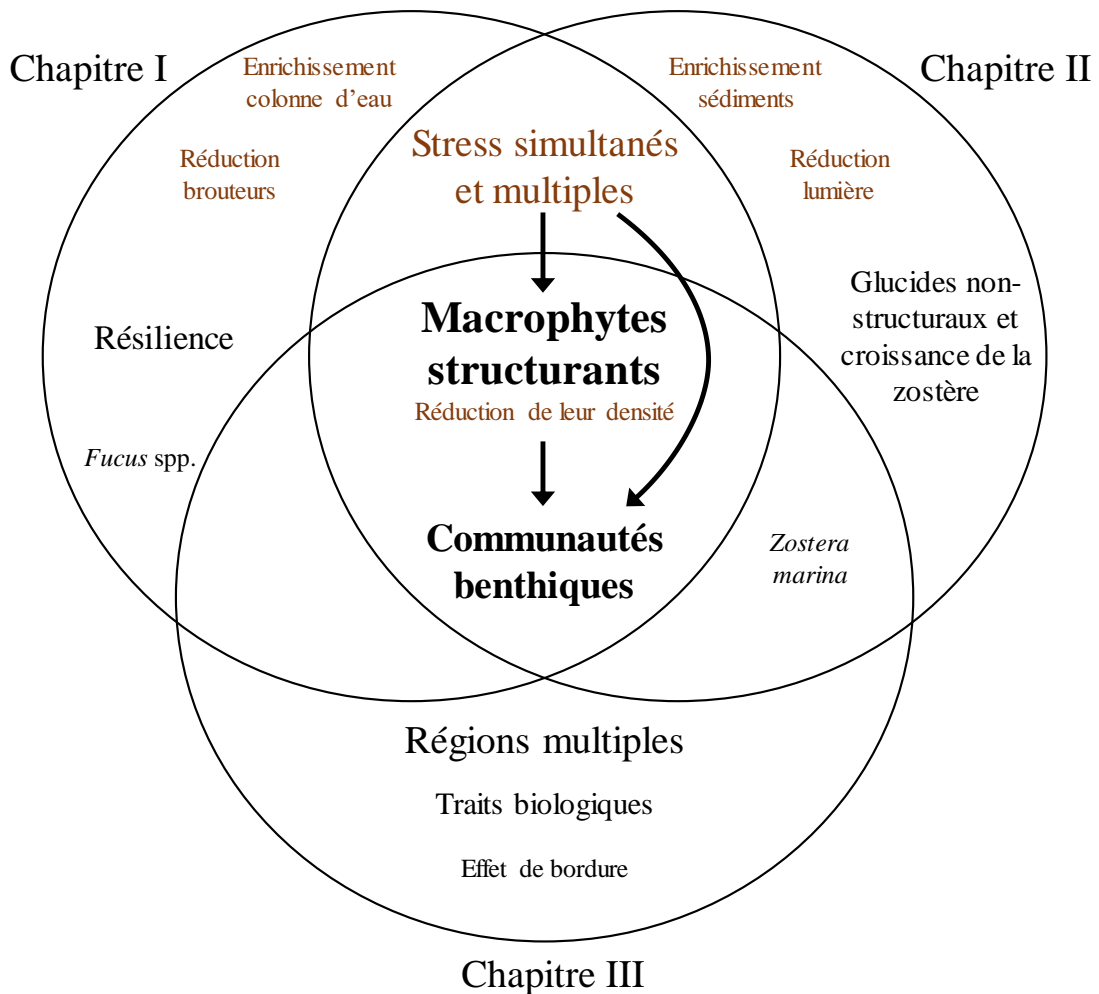 Chapitre I
Enrichissement
colonne d'eau
Enrichissement
sédiments
Chapitre II
Réduction
brouteurs
Stress simultanés
et multiples
Réduction
lumière
Résilience
Macrophytes
structurants
Réduction de leur densité
Glucides non-
structuraux et
croissance de la
zostère
Fucus spp.
Communautés
benthiques
Zostera
marina
Régions multiples
Traits biologiques
Effet de bordure
Chapitre III